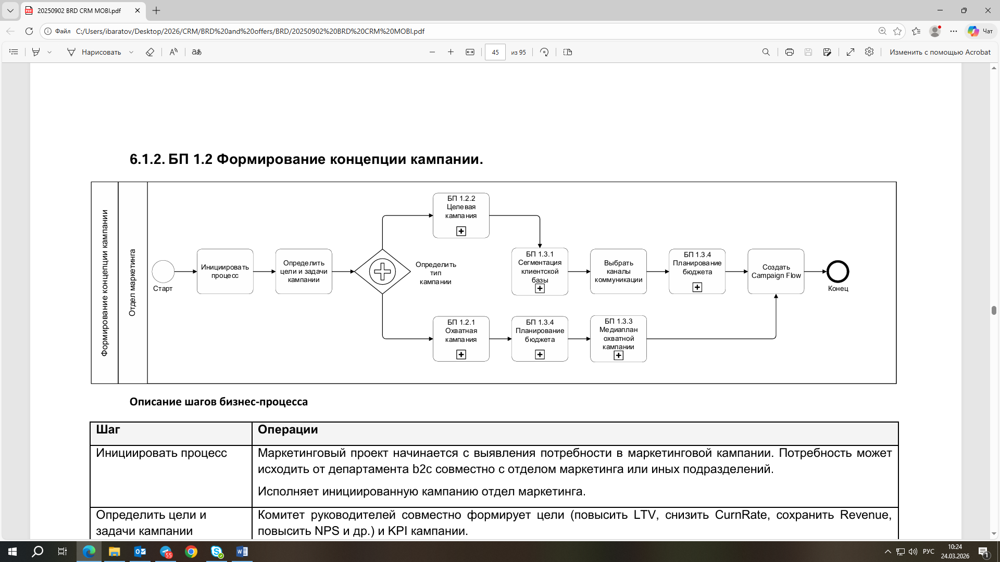 20250902 BRD CRM MOBI.pdf
Файл
C:/Users/ibaratov/Desktop/2026/CRM/BRD%20and%20offers/BRD/20250902%20BRD%20CRM%20MOBI.pdf
Чат
Нарисовать
45
из 95
Изменить с помощью Acrobat
6.1.2. БП 1.2 Формирование концепции кампании.
Формирование концепции кампании
Отдел маркетинга
Старт
Инициировать
процесс
Определить
цели и задачи
кампании
Определить
тип
кампании
БП 1.2.2
Целевая
кампания
БП 1.3.1
Сегментация
клиентской
базы
Выбрать
каналы
коммуникации
БП 1.3.4
Планирование
бюджета
Создать
Campaign Flow
Конец
БП 1.2.1
Охватная
кампания
БП 1.3.4
Планирование
бюджета
БП 1.3.3
Медиаплан
охватной
кампании
Описание шагов бизнес-процесса
Шаг
Операции
Инициировать процесс
Маркетинговый проект начинается с выявления потребности в маркетинговой кампании. Потребность может
исходить от департамента b2c совместно с отделом маркетинга или иных подразделений.
Исполняет инициированную кампанию отдел маркетинга.
Определить цели и
задачи кампании
Комитет руководителей совместно формирует цели (повысить LTV, снизить CurnRate, сохранить Revenue,
повысить NPS и др.) и KPI кампании.
55
РУС
10:24
24.03.2026
1